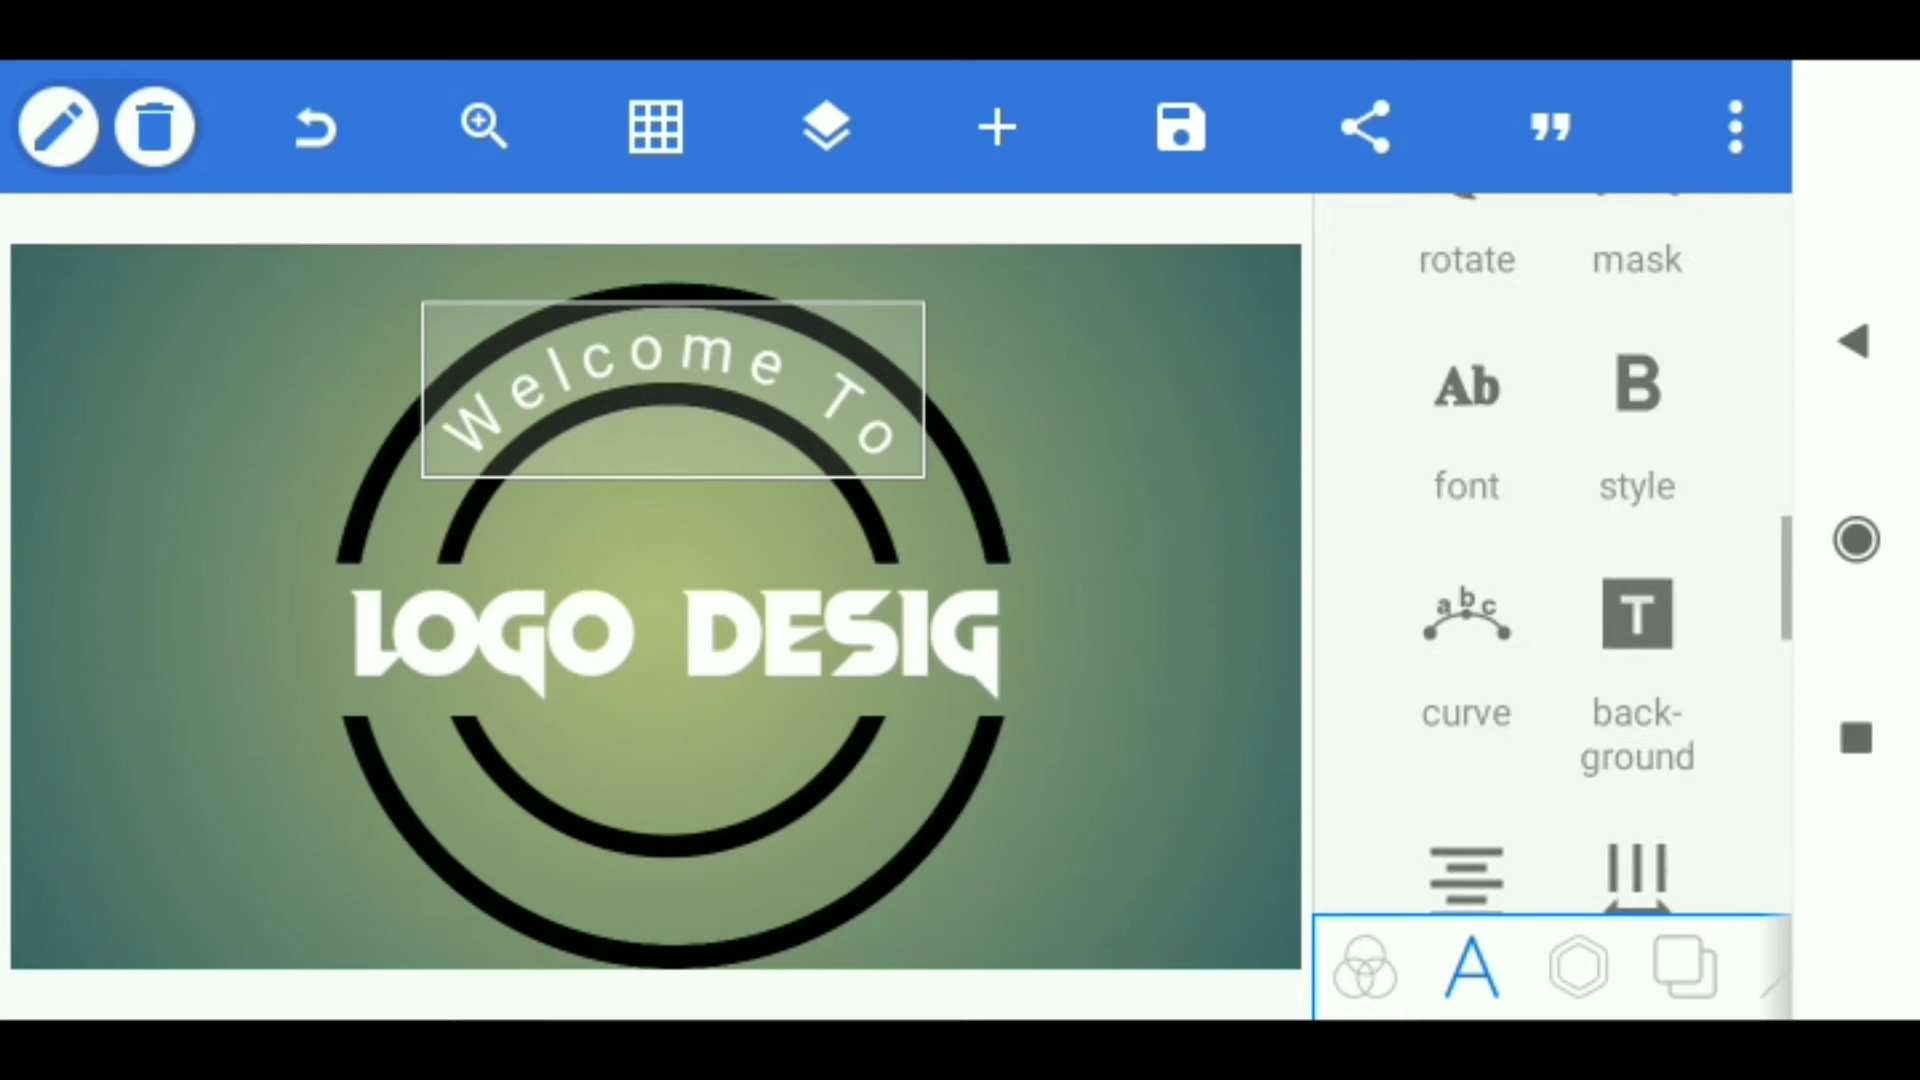 rotate mask
Welcome To
Ab B
font style
LOGO DESIG
abc T
curve back-
ground
A